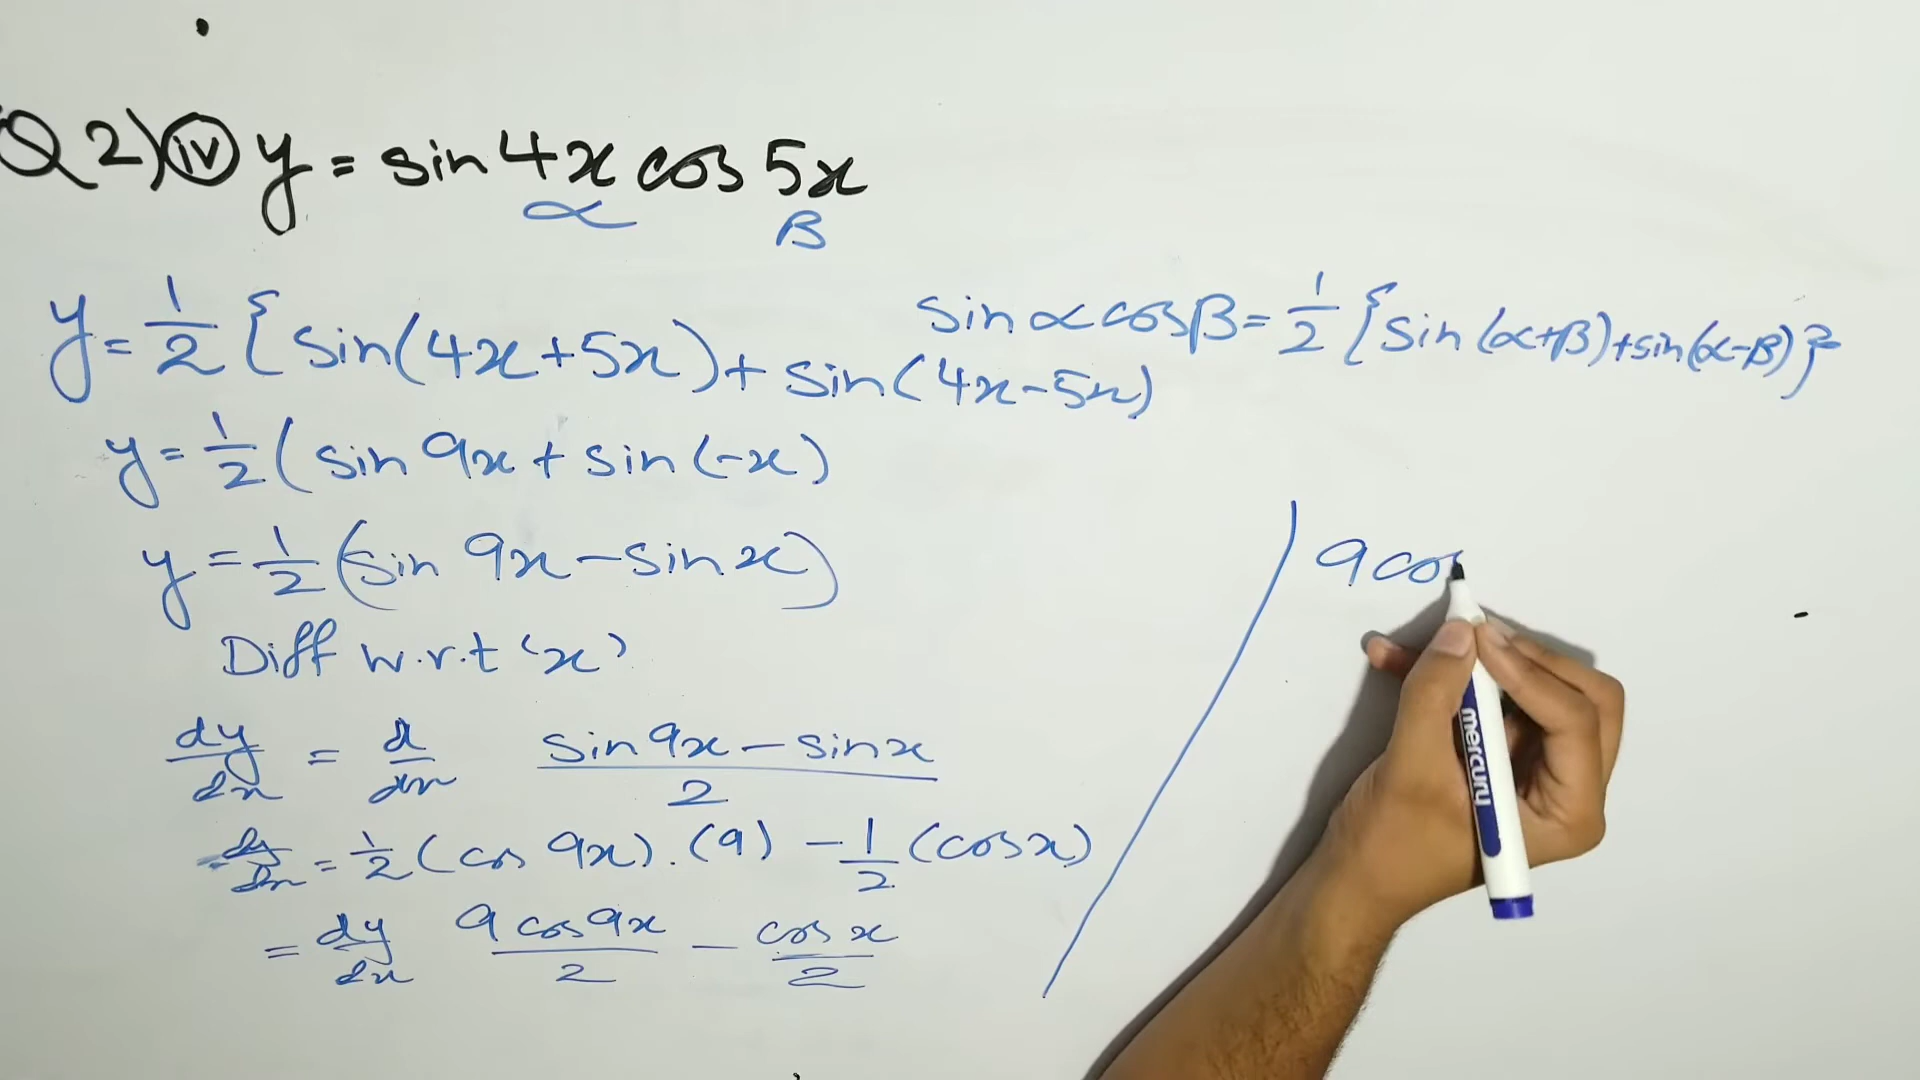 Q 2) iv y = sin 4x cos 5x
α β
y = 1/2 { sin(4x+5x) + sin(4x-5x)
sin α cos β = 1/2 { sin (α+β) + sin(α-β) }
y = 1/2 ( sin 9x + sin (-x)
y = 1/2 (sin 9x - sin x)
Diff w.r.t 'x'
dy/dx = d/dx (sin 9x - sin x)/2
dy/dx = 1/2 (cos 9x) . (9) - 1/2 (cos x)
= dy/dx 9 cos 9x/2 - cos x/2
9 cos
mercury